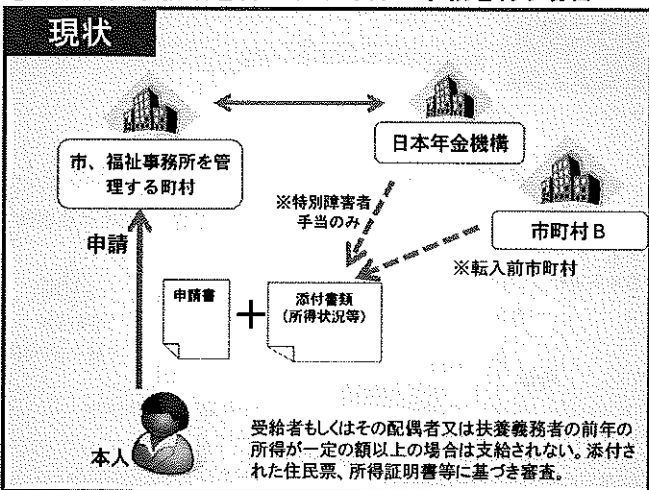 現状
市、福祉事務所を管
理する町村
日本年金機構
市町村B
※特別障害者
手当のみ
※転入前市町村
申請
申請書
+
添付書類
(所得状況等)
本人
受給者もしくはその配偶者又は扶養義務者の前年の
所得が一定の額以上の場合は支給されない。添付さ
れた住民票、所得証明書等に基づき審査。